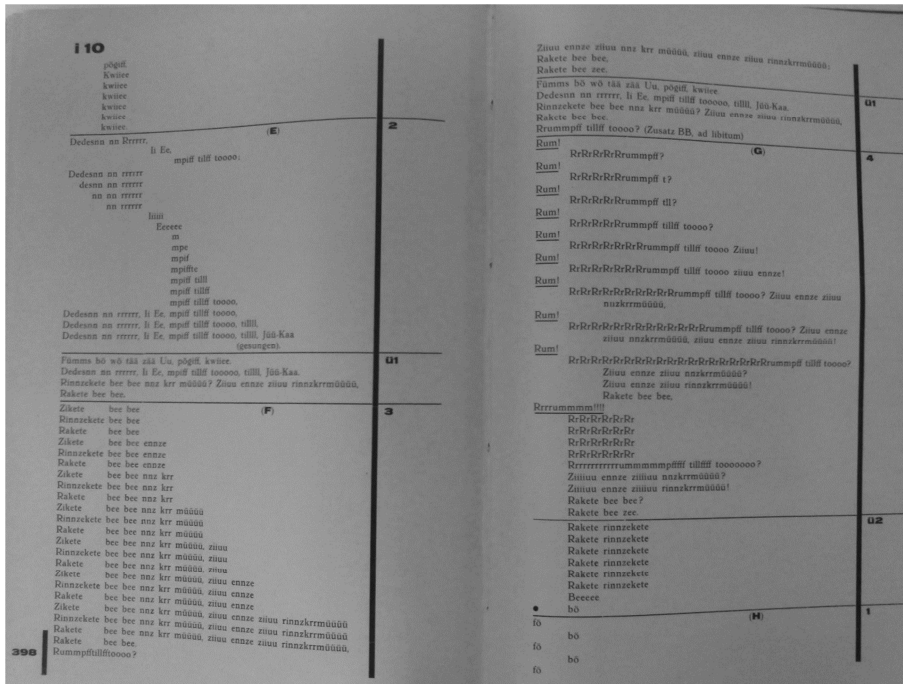 i 10
pögiff,
Kwiiee
kwiiee
kwiiee
kwiiee
kwiiee,
kwiiee.
(E) 2
Dedesnn nn Rrrrrr,
Ii Ee,
mpiff tilff toooo;
Dedesnn nn rrrrrr
desnn nn rrrrrr
nn nn rrrrrr
nn rrrrrr
Iiiii
Eeeeee
m
mpe
mpif
mpiffte
mpiff tilll
mpiff tillff
mpiff tillff toooo,
Dedesnn nn rrrrrr, Ii Ee, mpiff tillff toooo,
Dedesnn nn rrrrrr, Ii Ee, mpiff tillff toooo, tillll,
Dedesnn nn rrrrrr, Ii Ee, mpiff tillff toooo, tillll, Jüü-Kaa
(gesungen).
ü1
Fümms bö wö tää zää Uu, pögiff, kwiiee.
Dedesnn nn rrrrrr, Ii Ee, mpiff tillff toooo, tillll, Jüü-Kaa.
Rinnzekete bee bee nnz krr müüüü? Ziiuu ennze ziiuu rinnzkrrmüüüü,
Rakete bee bee.
(F) 3
Zikete bee bee
Rinnzekete bee bee
Rakete bee bee
Zikete bee bee ennze
Rinnzekete bee bee ennze
Rakete bee bee ennze
Zikete bee bee nnz krr
Rinnzekete bee bee nnz krr
Rakete bee bee nnz krr
Zikete bee bee nnz krr müüüü
Rinnzekete bee bee nnz krr müüüü
Rakete bee bee nnz krr müüüü
Zikete bee bee nnz krr müüüü, ziiuu
Rinnzekete bee bee nnz krr müüüü, ziiuu
Rakete bee bee nnz krr müüüü, ziiuu
Zikete bee bee nnz krr müüüü, ziiuu ennze
Rinnzekete bee bee nnz krr müüüü, ziiuu ennze
Rakete bee bee nnz krr müüüü, ziiuu ennze
Zikete bee bee nnz krr müüüü, ziiuu ennze ziiuu rinnzkrrmüüüü
Rinnzekete bee bee nnz krr müüüü, ziiuu ennze ziiuu rinnzkrrmüüüü
Rakete bee bee nnz krr müüüü, ziiuu ennze ziiuu rinnzkrrmüüüü,
Rakete bee bee.
Rummpfftillfftoooo?
398
Ziiuu ennze ziiuu nnz krr müüüü, ziiuu ennze ziiuu rinnzkrrmüüüü;
Rakete bee bee,
Rakete bee zee.
ü1
Fümms bö wö tää zää Uu, pögiff, kwiiee.
Dedesnn nn rrrrrr, Ii Ee, mpiff tillff toooo, tillll, Jüü-Kaa.
Rinnzekete bee bee nnz krr müüü? Ziiuu ennze ziiuu rinnzkrrmüüüü,
Rakete bee bee.
Rrummpff tillff toooo? (Zusatz BB, ad libitum)
(G) 4
Rum!
RrRrRrRrRrummpff?
Rum!
RrRrRrRrRrummpff t?
Rum!
RrRrRrRrRrummpff tll?
Rum!
RrRrRrRrRrummpff tillff toooo?
Rum!
RrRrRrRrRrRrRrummpff tillff toooo Ziiuu!
Rum!
RrRrRrRrRrRrRrummpff tillff toooo ziiuu ennze!
Rum!
RrRrRrRrRrRrRrRrRrRrummpff tillff toooo? Ziiuu ennze ziiuu
nnzkrrmüüüü,
Rum!
RrRrRrRrRrRrRrRrRrRrRrRrRrummpff tillff toooo? Ziiuu ennze
ziiuu nnzkrrmüüüü, ziiuu ennze ziiuu rinnzkrrmüüüü!
Rum!
RrRrRrRrRrRrRrRrRrRrRrRrRrRrRrRrRrRrRrummpff tillff toooo?
Ziiuu ennze ziiuu nnzkrrmüüüü?
Ziiuu ennze ziiuu rinnzkrrmüüüü!
Rakete bee bee,
Rrrrummmm!!!!
RrRrRrRrRrRr
RrRrRrRrRrRr
RrRrRrRrRrRr
RrRrRrRrRrRr
Rrrrrrrrrrrrummmmmpfffff tillffff tooooooo?
Ziiiiuu ennze ziiiiuu nnzkrrmüüüü?
Ziiiiuu ennze ziiiiuu rinnzkrrmüüüü!
Rakete bee bee?
Rakete bee zee.
ü2
Rakete rinnzekete
Rakete rinnzekete
Rakete rinnzekete
Rakete rinnzekete
Rakete rinnzekete
Rakete rinnzekete
Beeeee
bö
(H) 1
fö
bö
fö
bö
fö